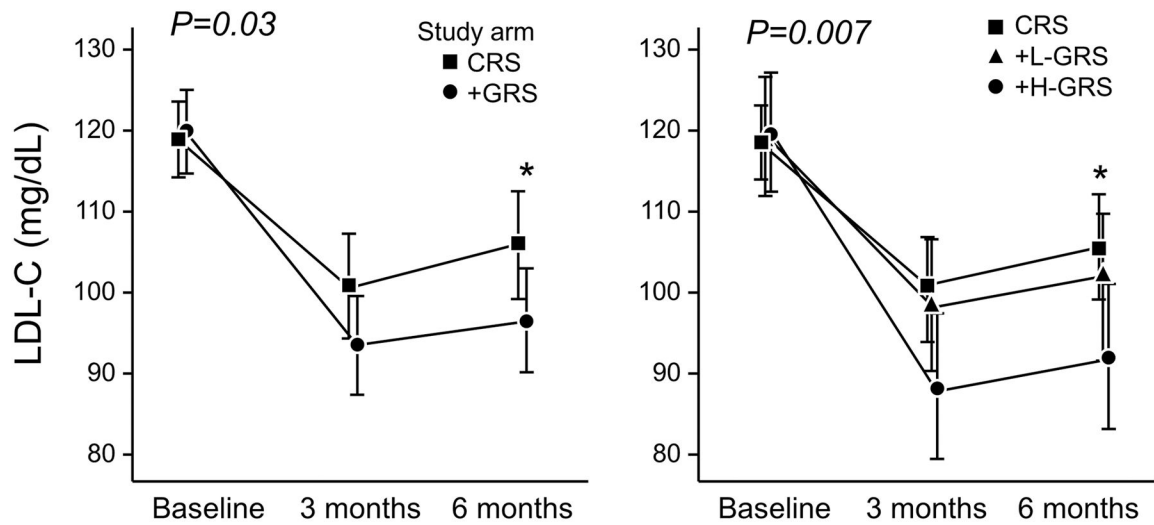 LDL-C (mg/dL)
P=0.03
Study arm
CRS
+GRS
130
120
110
100
90
80
*
Baseline 3 months 6 months
P=0.007
CRS
+L-GRS
+H-GRS
130
120
110
100
90
80
*
Baseline 3 months 6 months